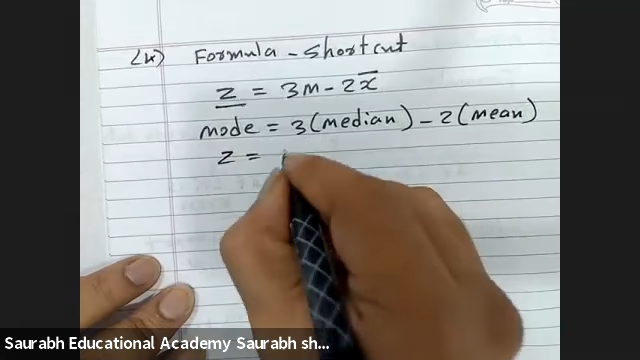 (k) Formula - shortcut
z = 3M - 2x̅
mode = 3(median) - 2(mean)
z =
Saurabh Educational Academy Saurabh sh...